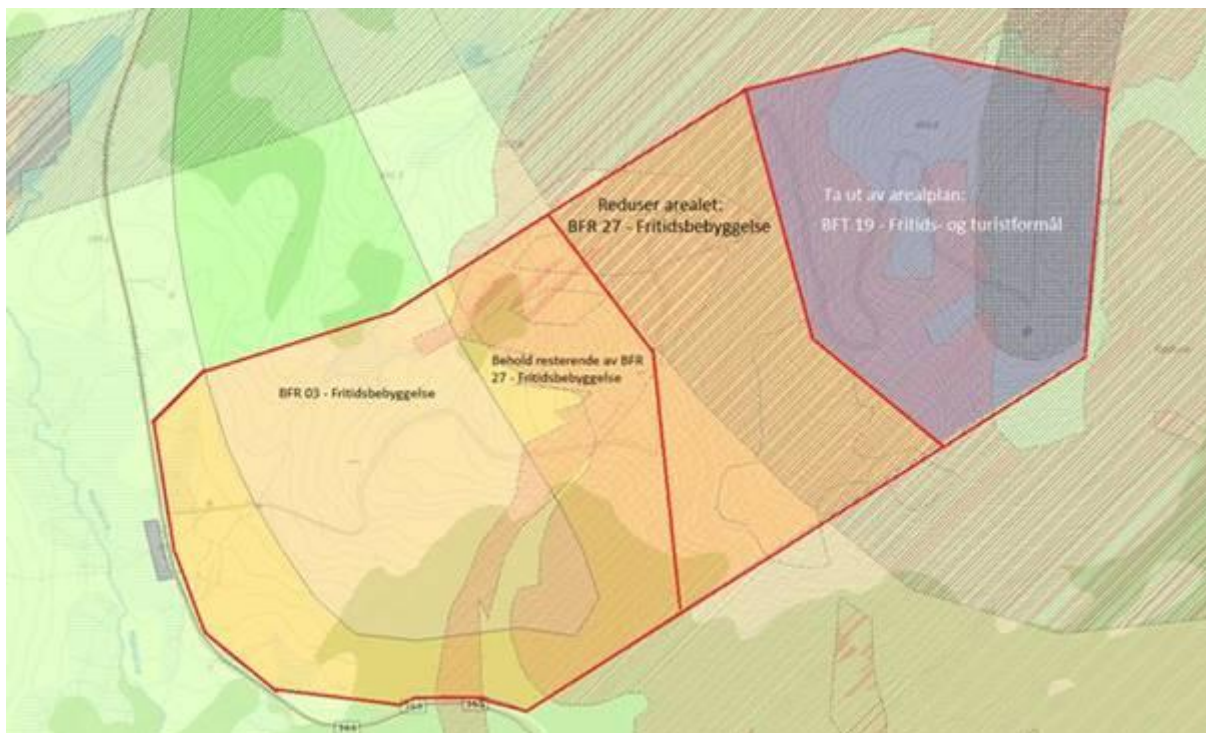 Reduser arealet:
BFR 27 - Fritidsbebyggelse
Ta ut av arealplan:
BFT 19 - Fritids- og turistformål
Behold resterende av BFR
27 - Fritidsbebyggelse
BFR 03 - Fritidsbebyggelse